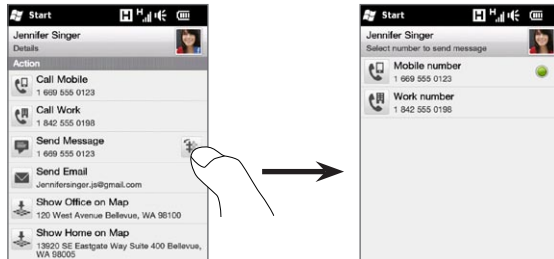 Start
Jennifer Singer
Details
Action
Call Mobile
1 669 555 0123
Call Work
1 842 555 0198
Send Message
1 669 555 0123
Send Email
Jennifersinger.js@gmail.com
Show Office on Map
120 West Avenue Bellevue, WA 98100
Show Home on Map
13920 SE Eastgate Way Suite 400 Bellevue,
WA 98005
Start
Jennifer Singer
Select number to send message
Mobile number
1 669 555 0123
Work number
1 842 555 0198